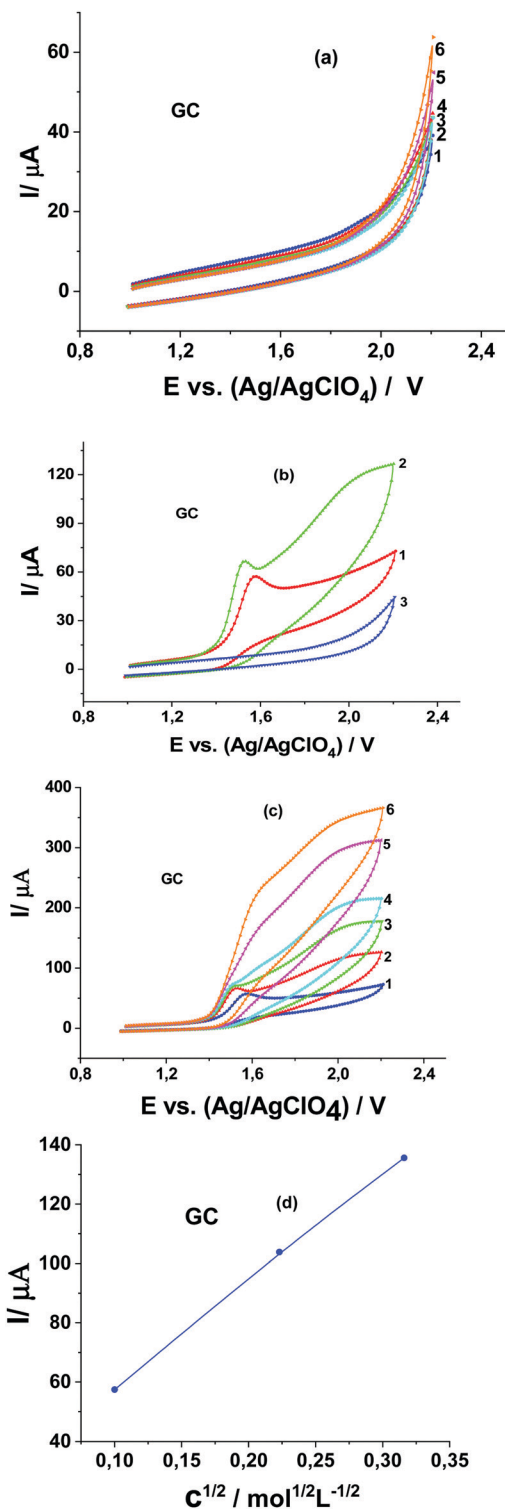 (a)
60
6
5
GC
40
4
3
2
1
I/ μA
20
0
0,8 1,2 1,6 2,0 2,4
E vs. (Ag/AgClO4) / V
(b)
120
2
GC
90
I/ μA
1
60
3
30
0
0,8 1,2 1,6 2,0 2,4
E vs. (Ag/AgClO4) / V
400
(c)
6
300
5
GC
I/ μA
200
4
3
100
2
1
0
0,8 1,2 1,6 2,0 2,4
E vs. (Ag/AgClO4) / V
140
GC (d)
120
I/ μA
100
80
60
40
0,10 0,15 0,20 0,25 0,30 0,35
C1/2 / mol1/2L-1/2